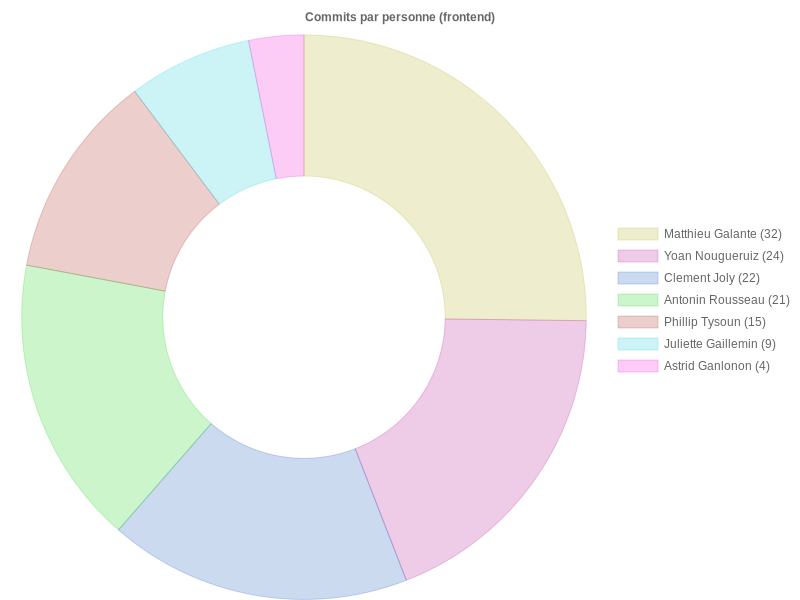 Commits par personne (frontend)
Matthieu Galante (32)
Yoan Nougueruiz (24)
Clement Joly (22)
Antonin Rousseau (21)
Phillip Tysoun (15)
Juliette Gaillemin (9)
Astrid Ganlonon (4)